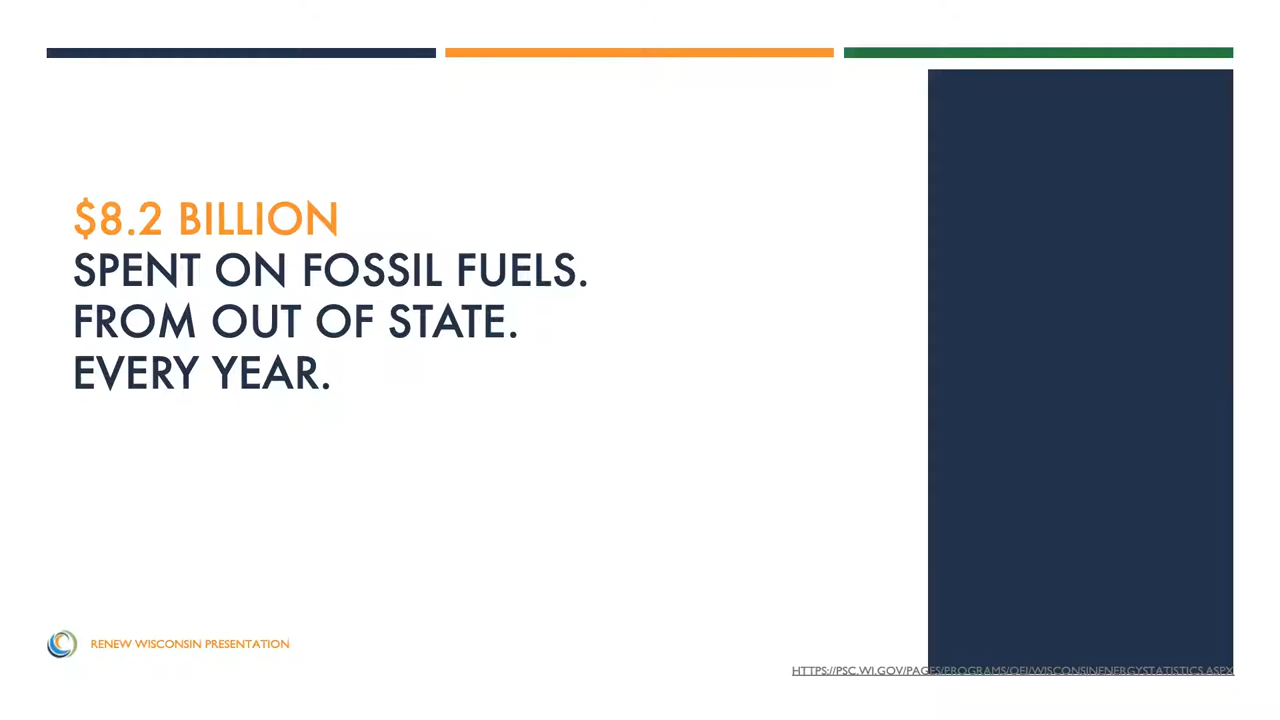 $8.2 BILLION
SPENT ON FOSSIL FUELS.
FROM OUT OF STATE.
EVERY YEAR.
RENEW WISCONSIN PRESENTATION
HTTPS://PSC.WI.GOV/PAGES/PROGRAMS/OEI/WISCONSINENERGYSTATISTICS.ASPX